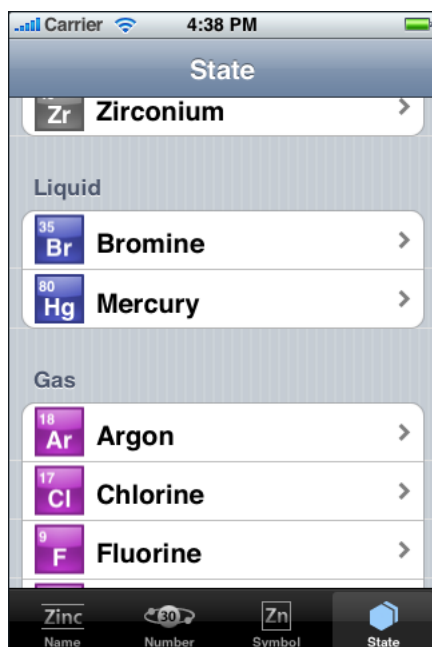 Carrier 4:38 PM
State
Zr Zirconium
Liquid
35
Br Bromine
80
Hg Mercury
Gas
18
Ar Argon
17
Cl Chlorine
9
F Fluorine
Zinc 30 Zn
Name Number Symbol State